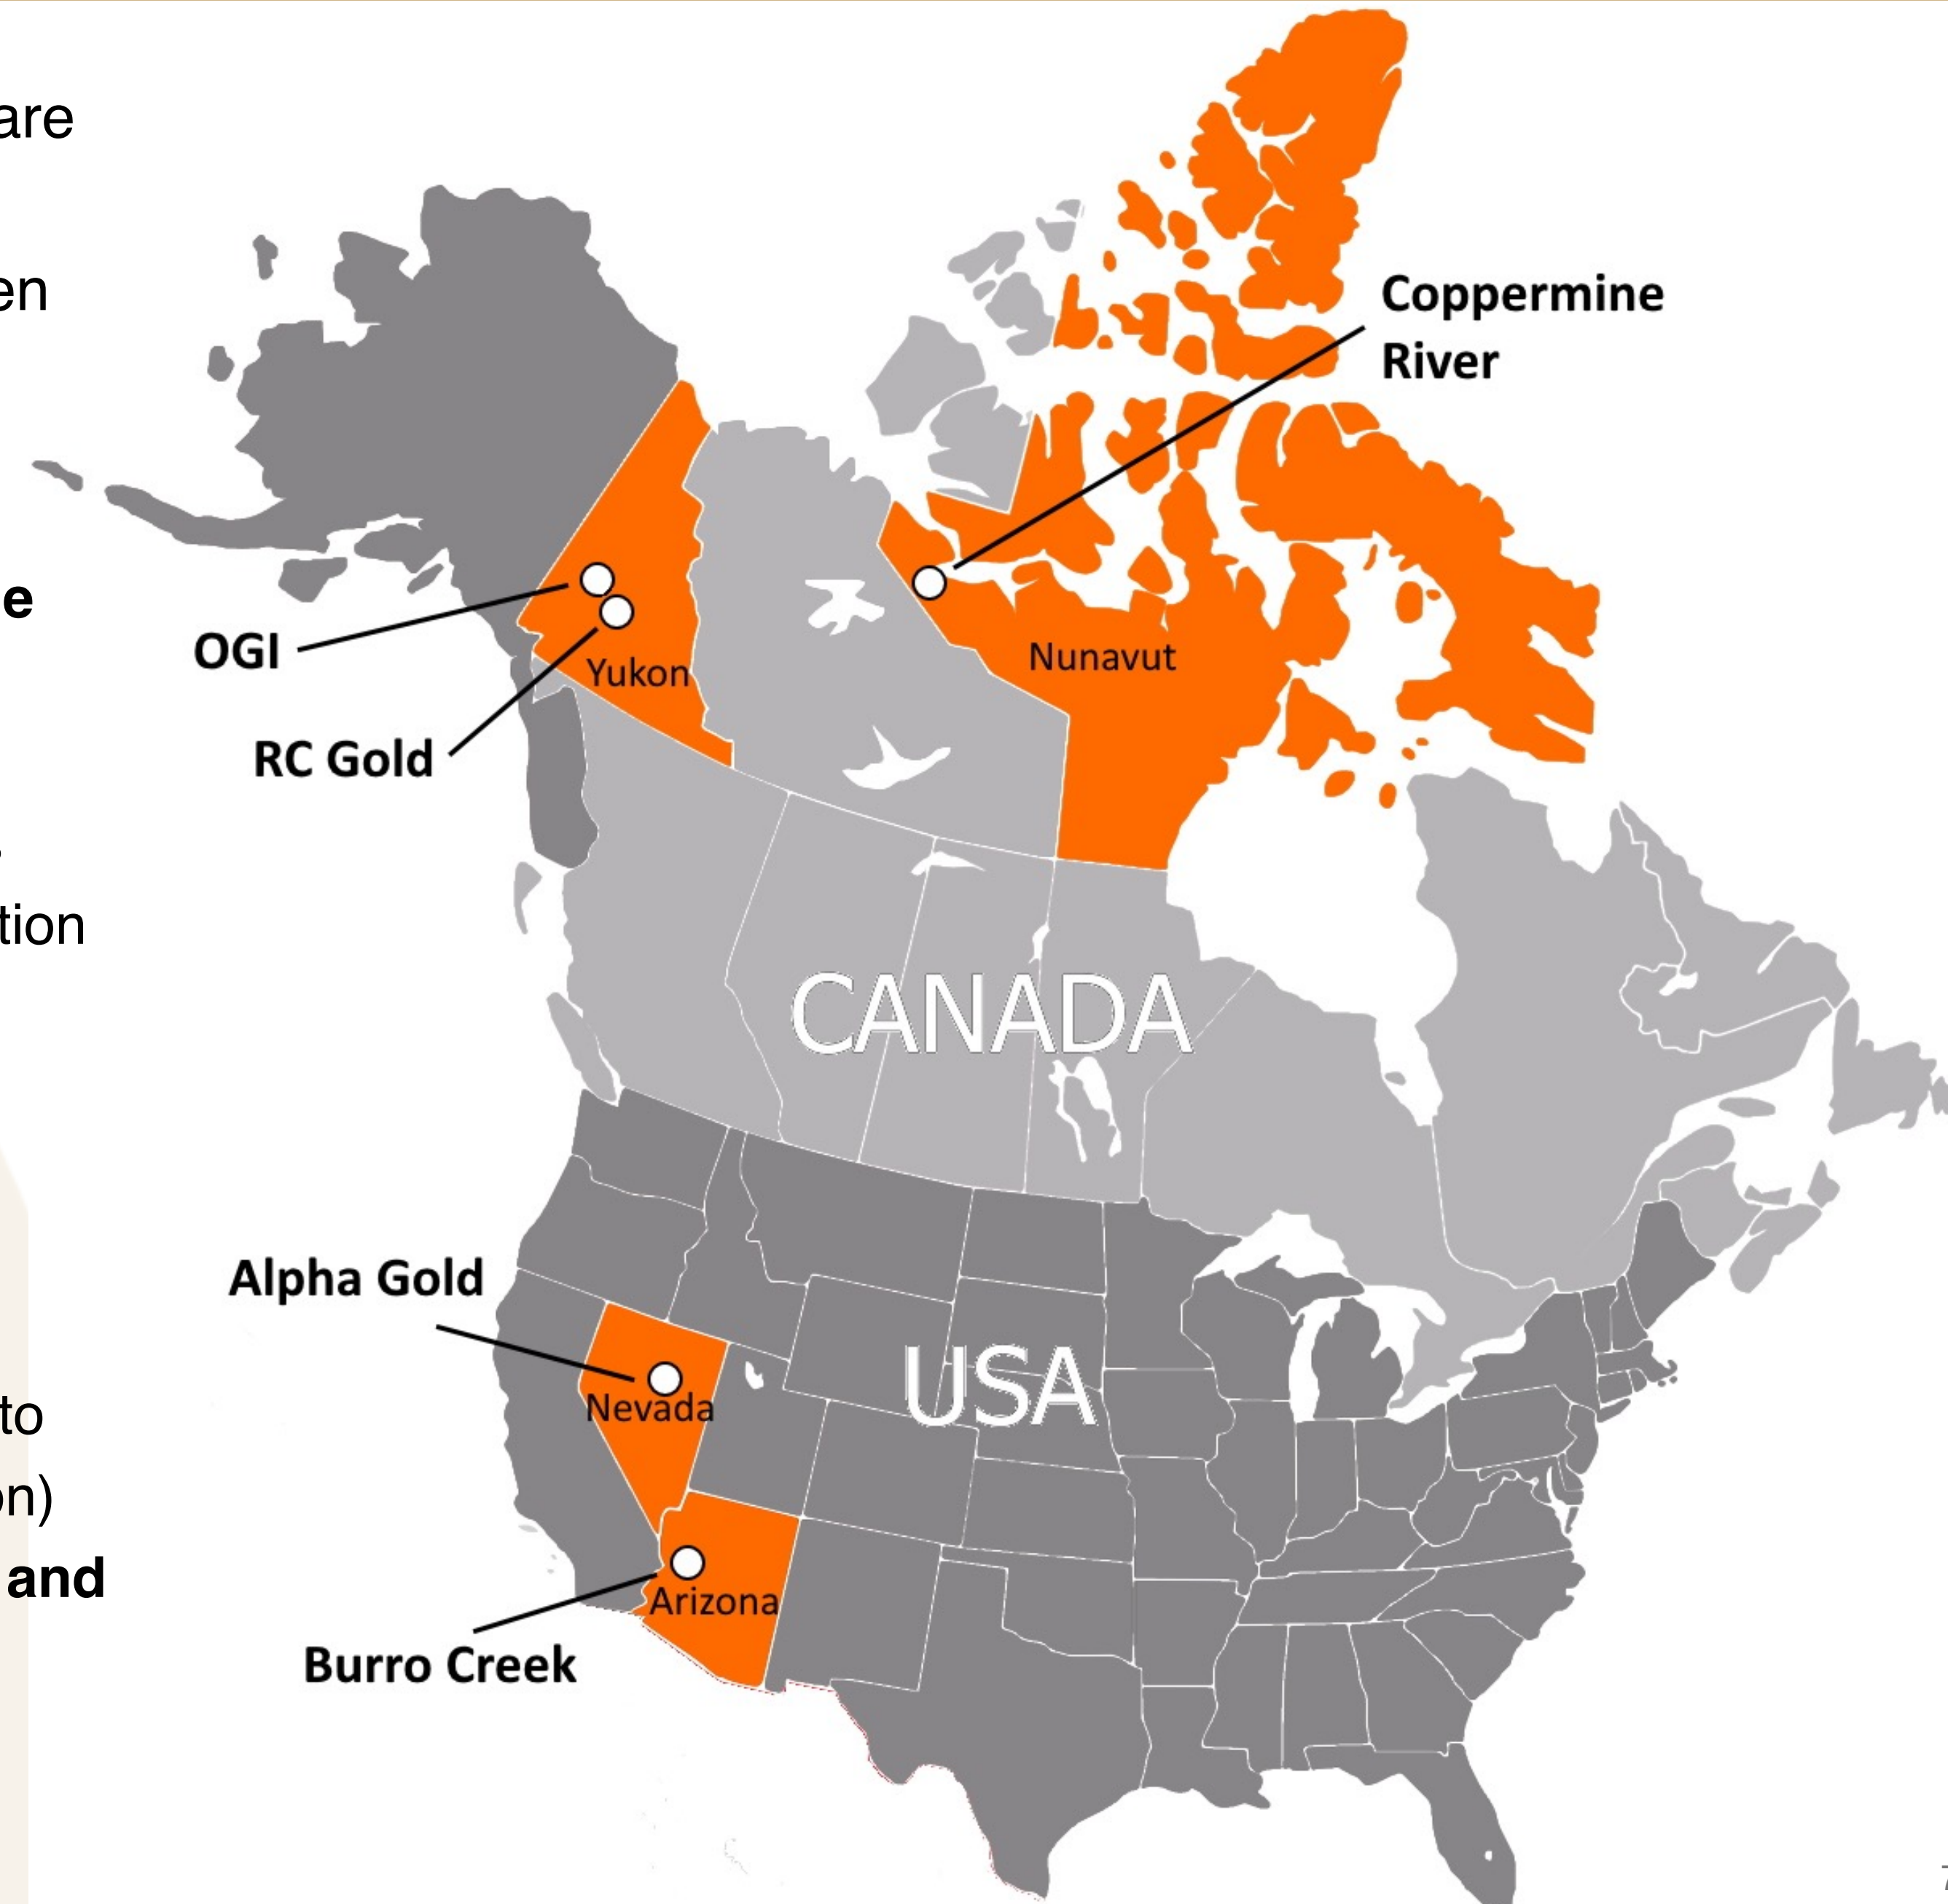 are
en
e
tion
to
on)
and
Coppermine
River
OGI
Yukon
Nunavut
RC Gold
CANADA
Alpha Gold
USA
Nevada
Arizona
Burro Creek